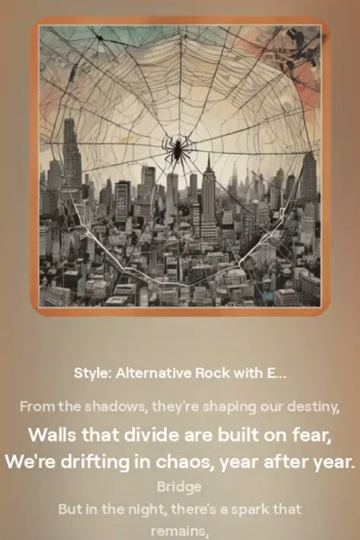 Style: Alternative Rock with E...
From the shadows, they're shaping our destiny,
Walls that divide are built on fear,
We're drifting in chaos, year after year.
Bridge
But in the night, there's a spark that
remains,